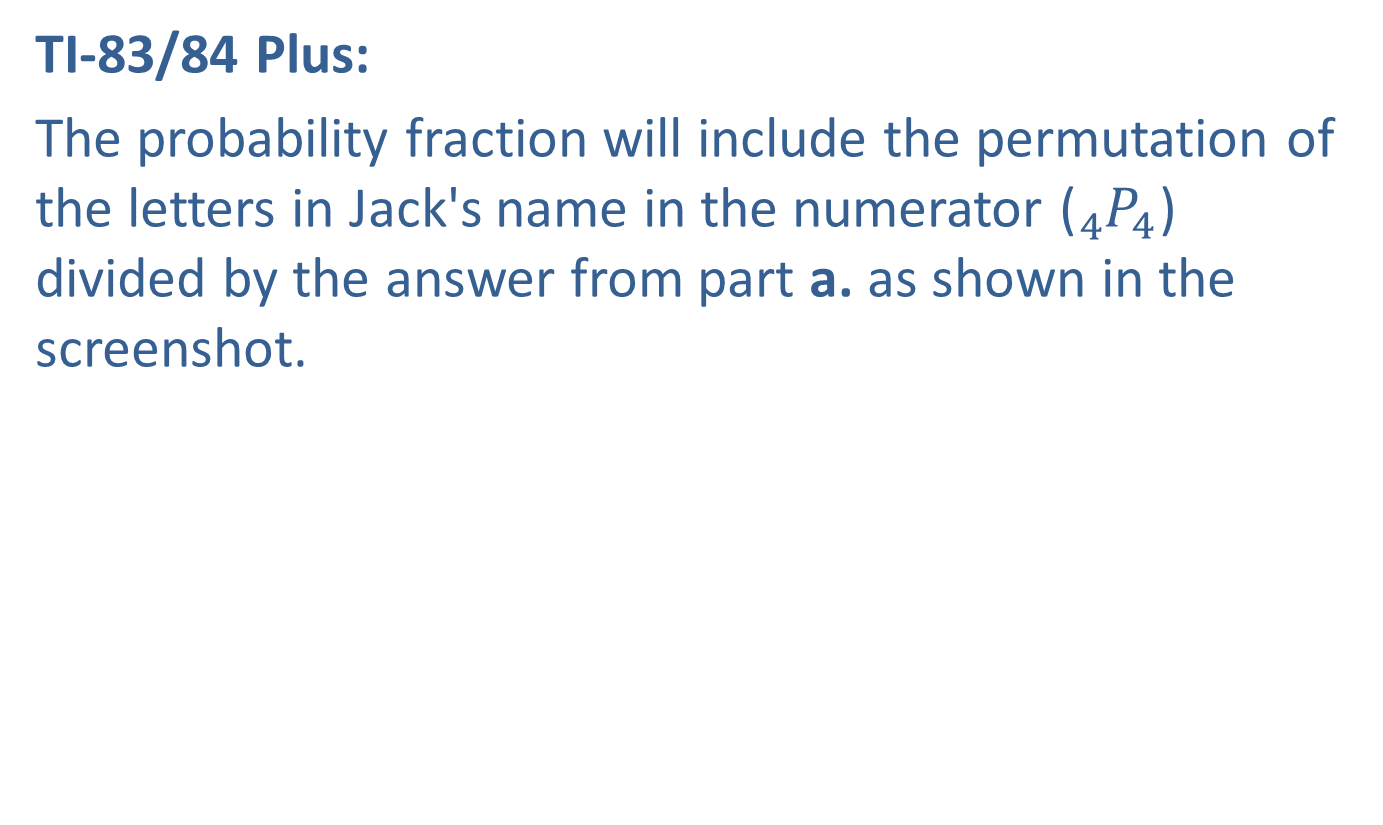 TI-83/84 Plus:
The probability fraction will include the permutation of
the letters in Jack's name in the numerator (₄P₄)
divided by the answer from part a. as shown in the
screenshot.